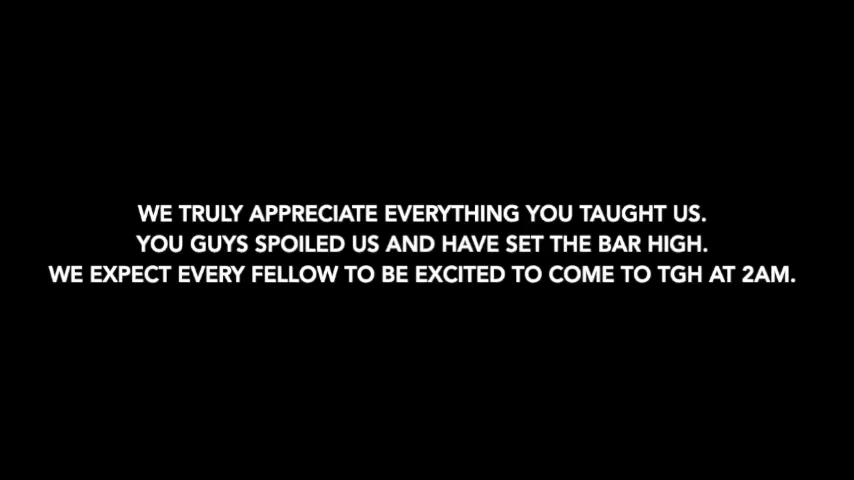 WE TRULY APPRECIATE EVERYTHING YOU TAUGHT US.
YOU GUYS SPOILED US AND HAVE SET THE BAR HIGH.
WE EXPECT EVERY FELLOW TO BE EXCITED TO COME TO TGH AT 2AM.